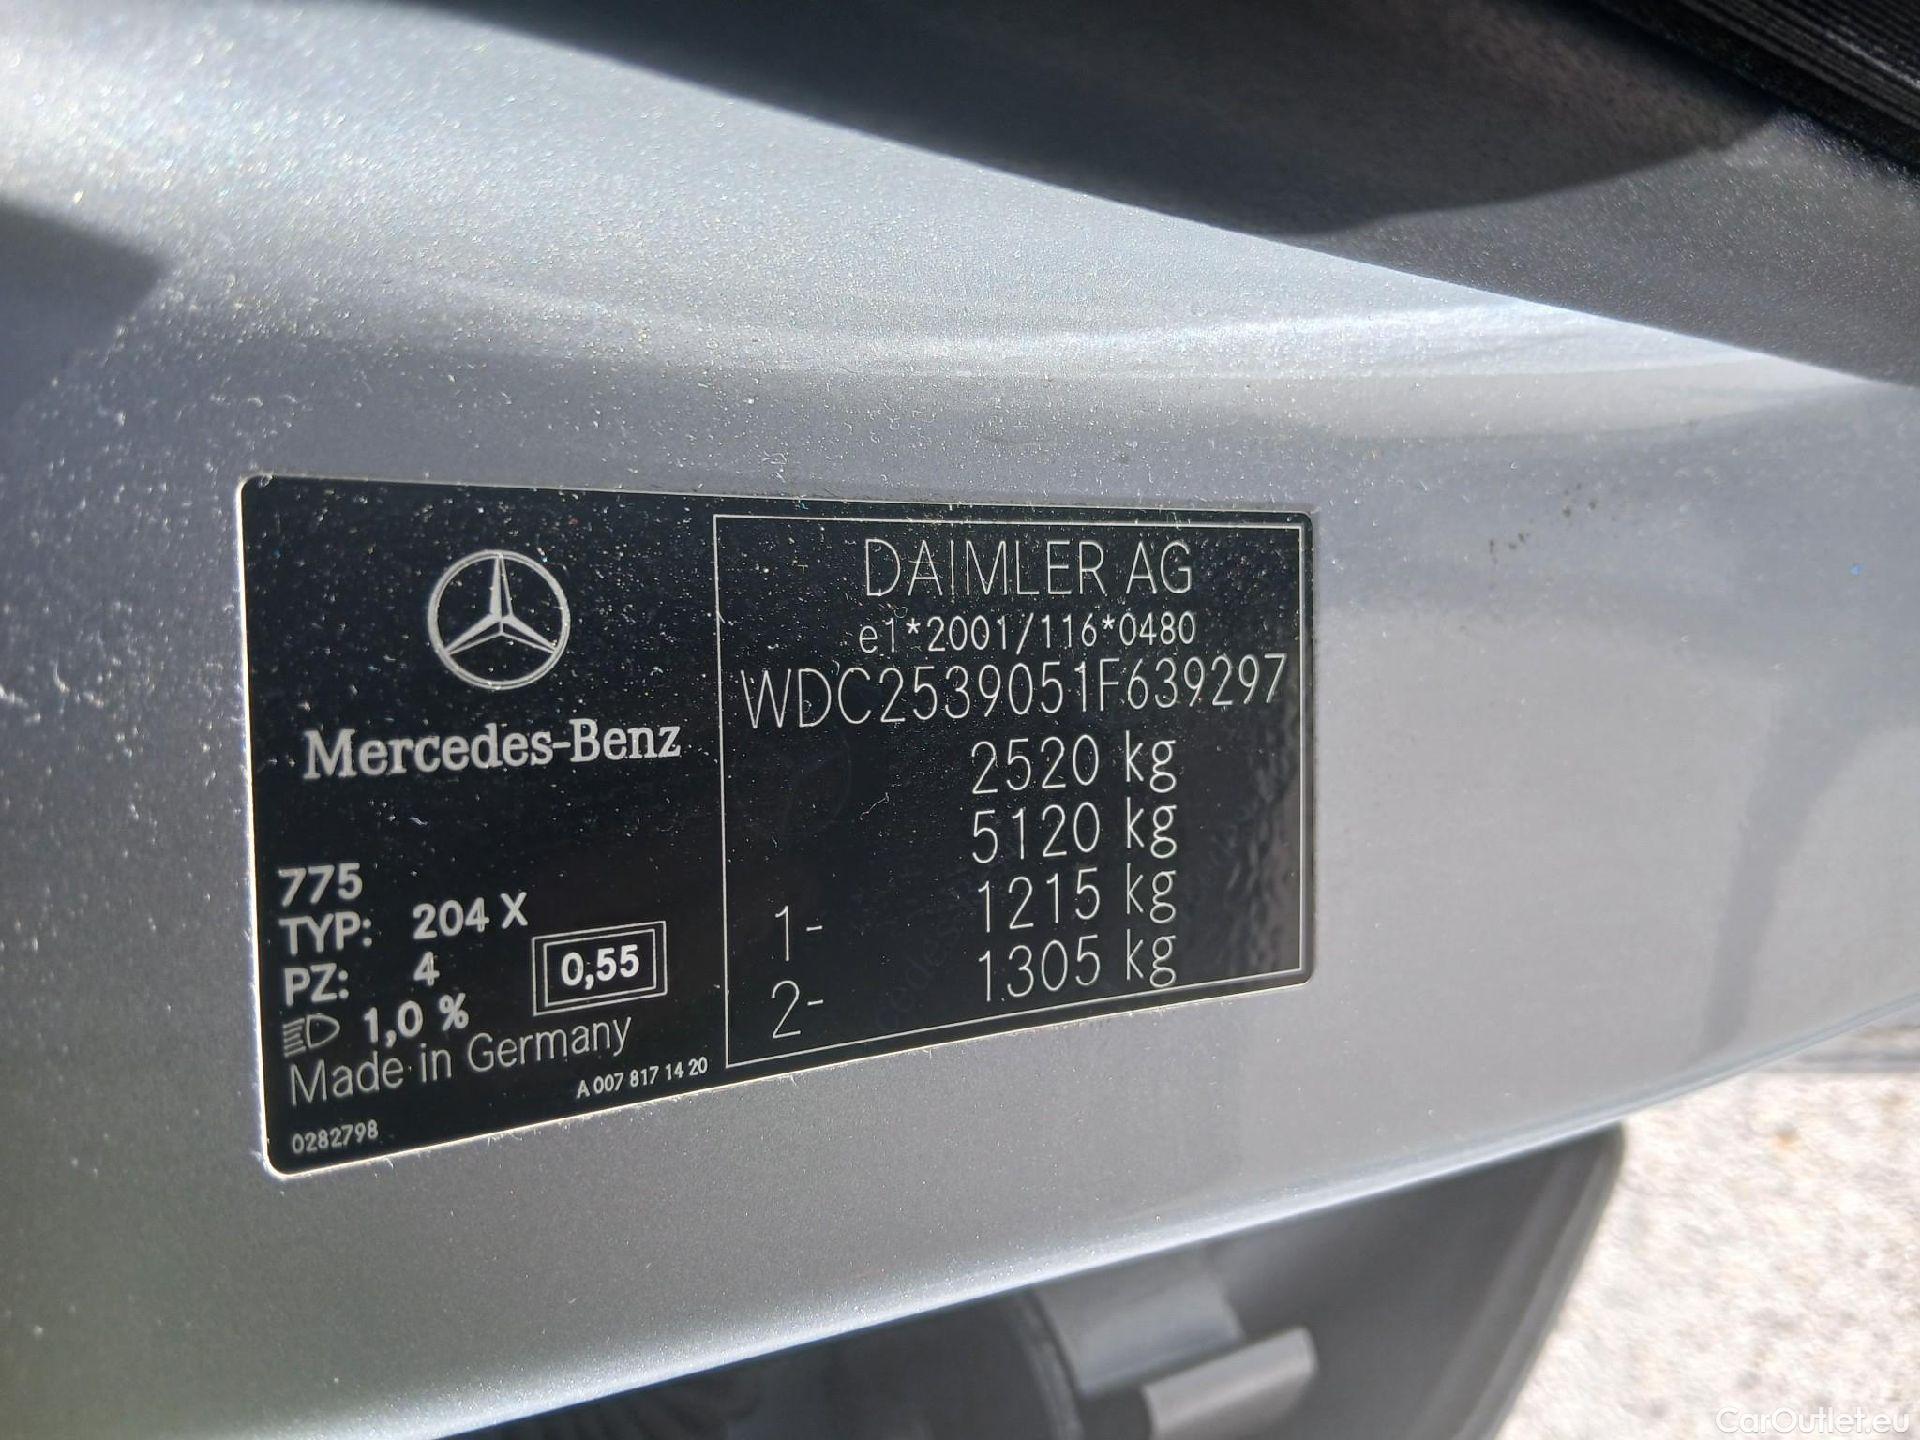 Mercedes-Benz
775
TYP: 204 X
PZ: 4
1,0 %
0,55
Made in Germany
A 007 817 14 20
0282798
DAIMLER AG
e1*2001/116*0480
WDC2539051F639297
2520 kg
5120 kg
1- 1215 kg
2- 1305 kg
CarOutlet.eu